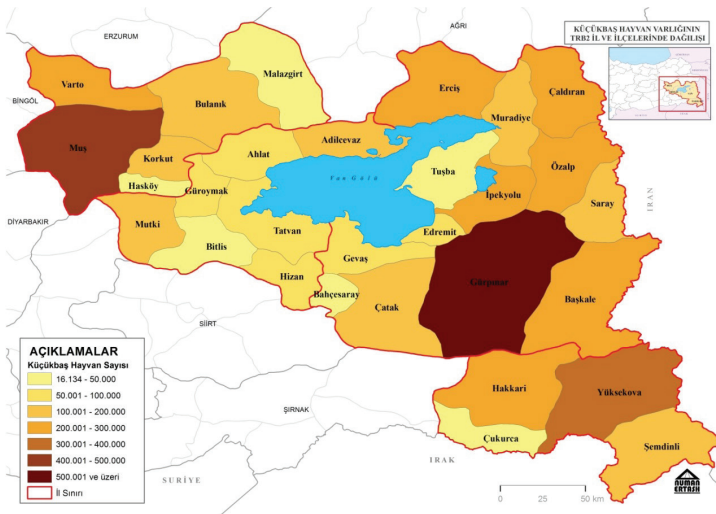 KÜÇÜKBAŞ HAYVAN VARLIĞININ
TRB2 İL VE İLÇELERİNDE DAĞILIŞI
ERZURUM
AĞRI
BİNGÖL
DİYARBAKIR
SİİRT
ŞIRNAK
SURİYE
IRAK
İRAN
Malazgirt
Varto
Bulanık
Erciş
Çaldıran
Muradiye
Muş
Korkut
Ahlat
Adilcevaz
Tuşba
Özalp
Hasköy
Güroymak
Van Gölü
İpekyolu
Saray
Mutki
Bitlis
Tatvan
Edremit
Gevaş
Hizan
Bahçesaray
Çatak
Gürpınar
Başkale
Hakkari
Yüksekova
Çukurca
Şemdinli
AÇIKLAMALAR
Küçükbaş Hayvan Sayısı
16.134 - 50.000
50.001 - 100.000
100.001 - 200.000
200.001 - 300.000
300.001 - 400.000
400.001 - 500.000
500.001 ve üzeri
İl Sınırı
0 25 50 km
NUMAN
ERTAŞ